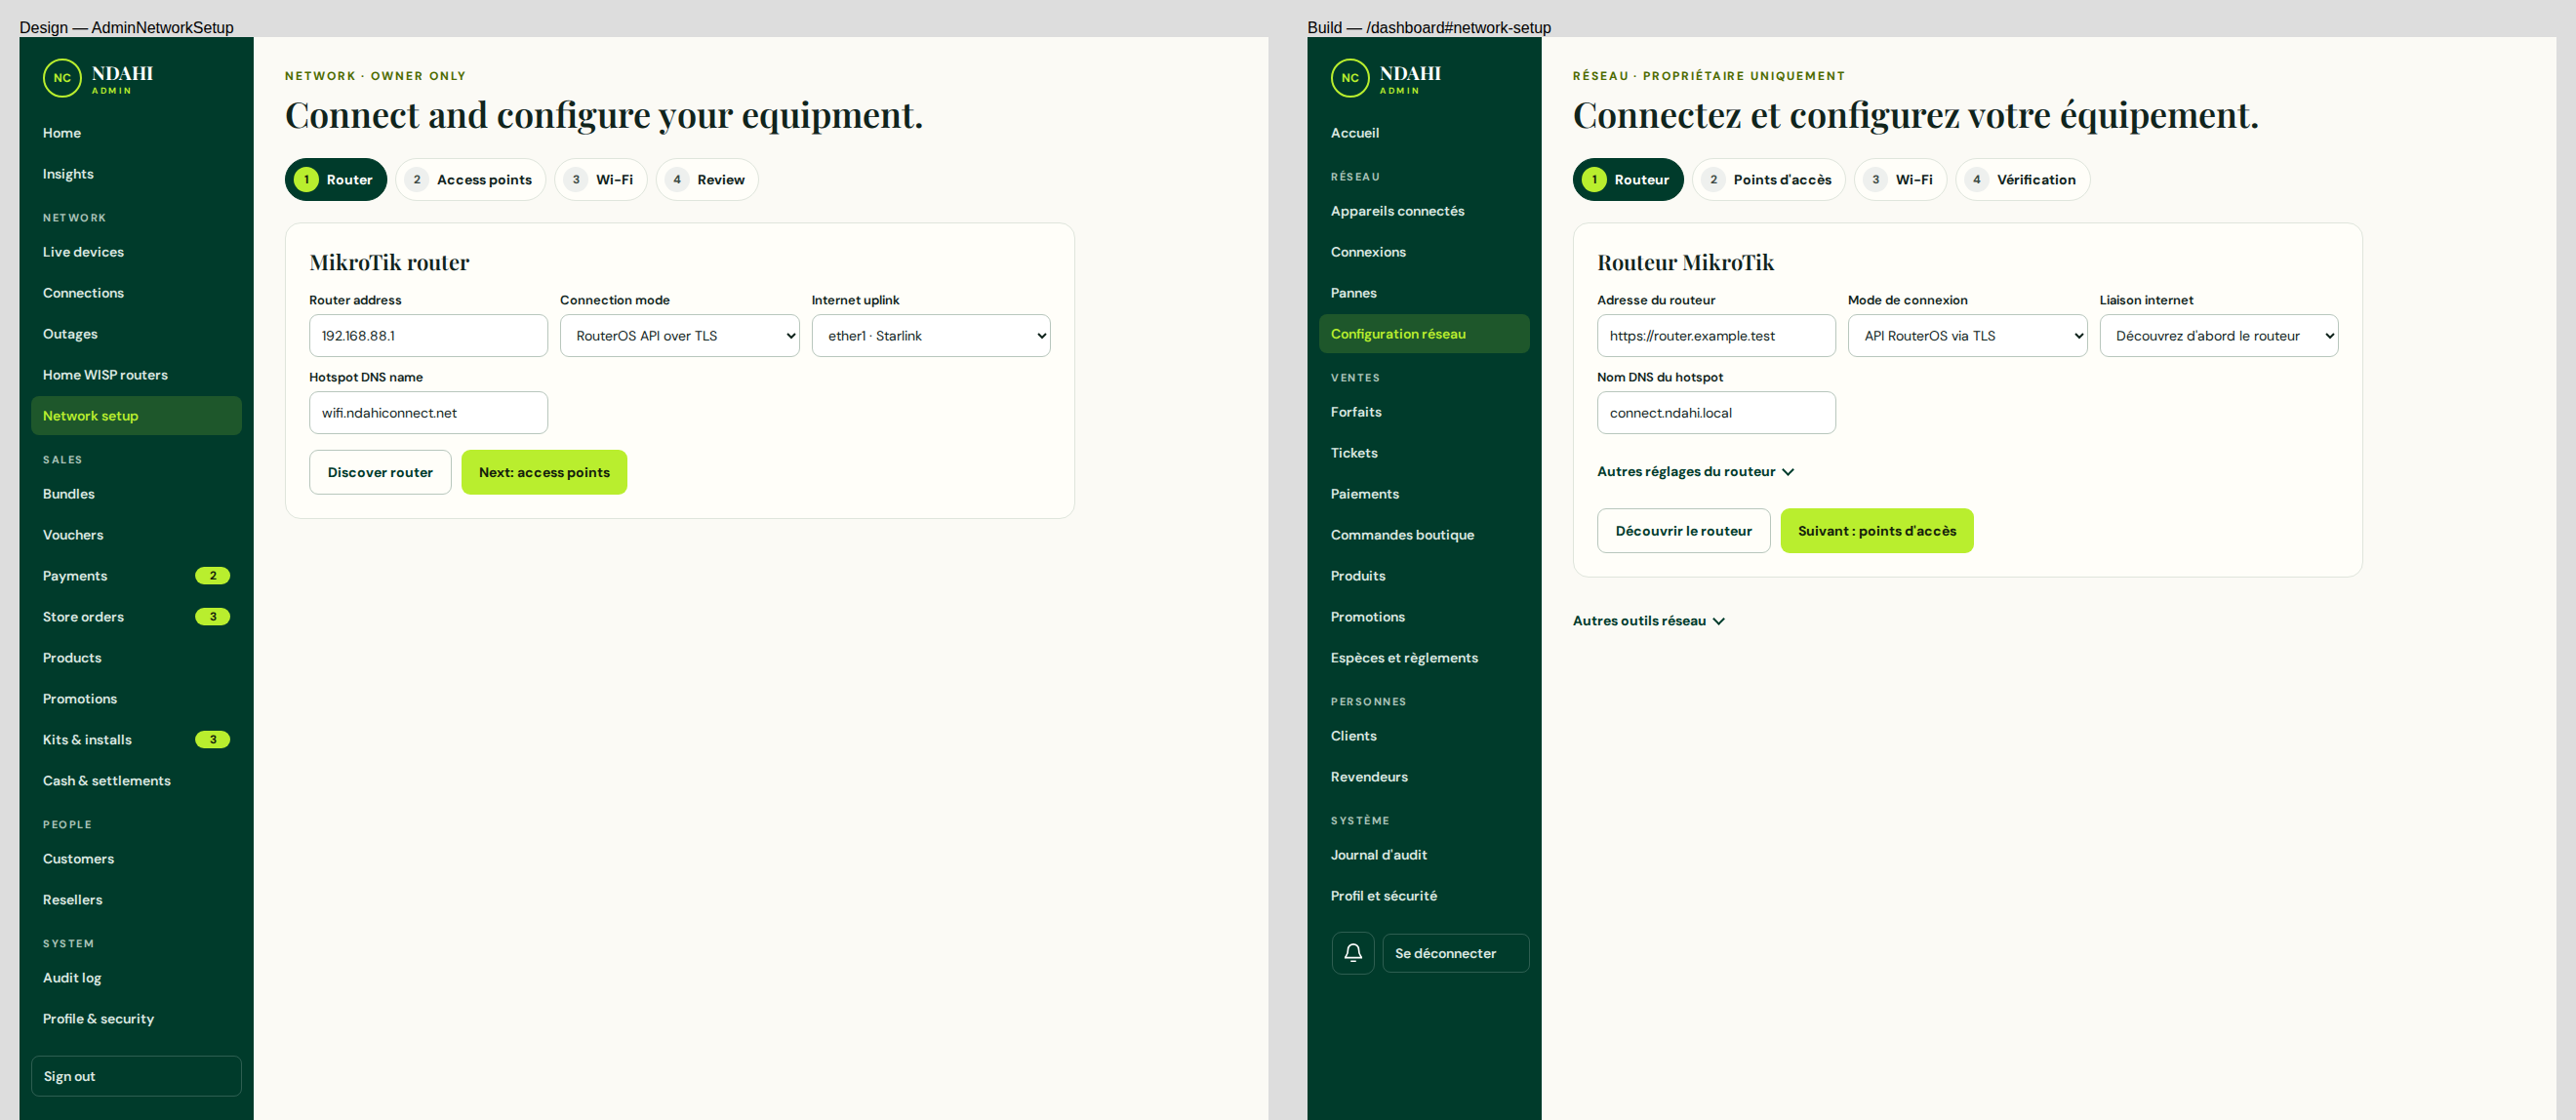 Design — AdminNetworkSetup
NC
NDAHI
ADMIN
Home
Insights
NETWORK
Live devices
Connections
Outages
Home WISP routers
Network setup
SALES
Bundles
Vouchers
Payments 2
Store orders 3
Products
Promotions
Kits & installs 3
Cash & settlements
PEOPLE
Customers
Resellers
SYSTEM
Audit log
Profile & security
Sign out
NETWORK · OWNER ONLY
Connect and configure your equipment.
1 Router 2 Access points 3 Wi-Fi 4 Review
MikroTik router
Router address Connection mode Internet uplink
192.168.88.1 RouterOS API over TLS ether1 · Starlink
Hotspot DNS name
wifi.ndahiconnect.net
Discover router Next: access points
Build — /dashboard#network-setup
NC
NDAHI
ADMIN
Accueil
RÉSEAU
Appareils connectés
Connexions
Pannes
Configuration réseau
VENTES
Forfaits
Tickets
Paiements
Commandes boutique
Produits
Promotions
Espèces et règlements
PERSONNES
Clients
Revendeurs
SYSTÈME
Journal d'audit
Profil et sécurité
Se déconnecter
RÉSEAU · PROPRIÉTAIRE UNIQUEMENT
Connectez et configurez votre équipement.
1 Routeur 2 Points d'accès 3 Wi-Fi 4 Vérification
Routeur MikroTik
Adresse du routeur Mode de connexion Liaison internet
https://router.example.test API RouterOS via TLS Découvrez d'abord le routeur
Nom DNS du hotspot
connect.ndahi.local
Autres réglages du routeur
Découvrir le routeur Suivant : points d'accès
Autres outils réseau